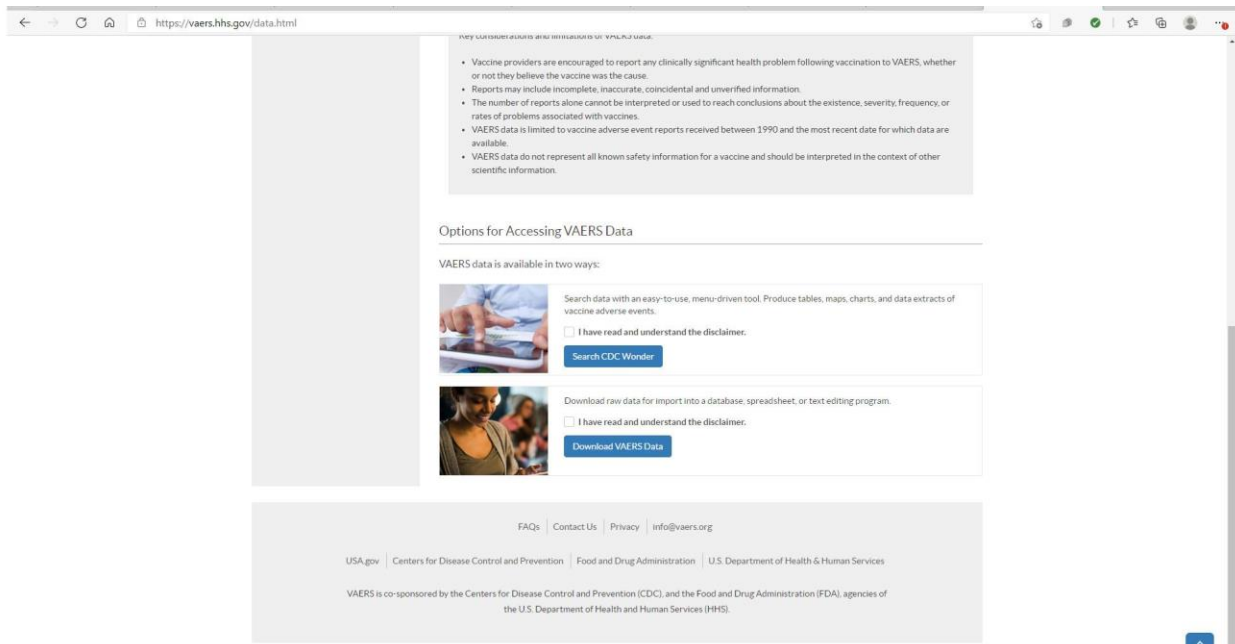 https://vaers.hhs.gov/data.html
Key considerations and limitations of VAERS data:
• Vaccine providers are encouraged to report any clinically significant health problem following vaccination to VAERS, whether
or not they believe the vaccine was the cause.
• Reports may include incomplete, inaccurate, coincidental and unverified information.
• The number of reports alone cannot be interpreted or used to reach conclusions about the existence, severity, frequency, or
rates of problems associated with vaccines.
• VAERS data is limited to vaccine adverse event reports received between 1990 and the most recent date for which data are
available.
• VAERS data do not represent all known safety information for a vaccine and should be interpreted in the context of other
scientific information.
Options for Accessing VAERS Data
VAERS data is available in two ways:
Search data with an easy-to-use, menu-driven tool. Produce tables, maps, charts, and data extracts of
vaccine adverse events.
I have read and understand the disclaimer.
Search CDC Wonder
Download raw data for import into a database, spreadsheet, or text editing program.
I have read and understand the disclaimer.
Download VAERS Data
FAQs | Contact Us | Privacy | info@vaers.org
USA.gov | Centers for Disease Control and Prevention | Food and Drug Administration | U.S. Department of Health & Human Services
VAERS is co-sponsored by the Centers for Disease Control and Prevention (CDC), and the Food and Drug Administration (FDA), agencies of
the U.S. Department of Health and Human Services (HHS).